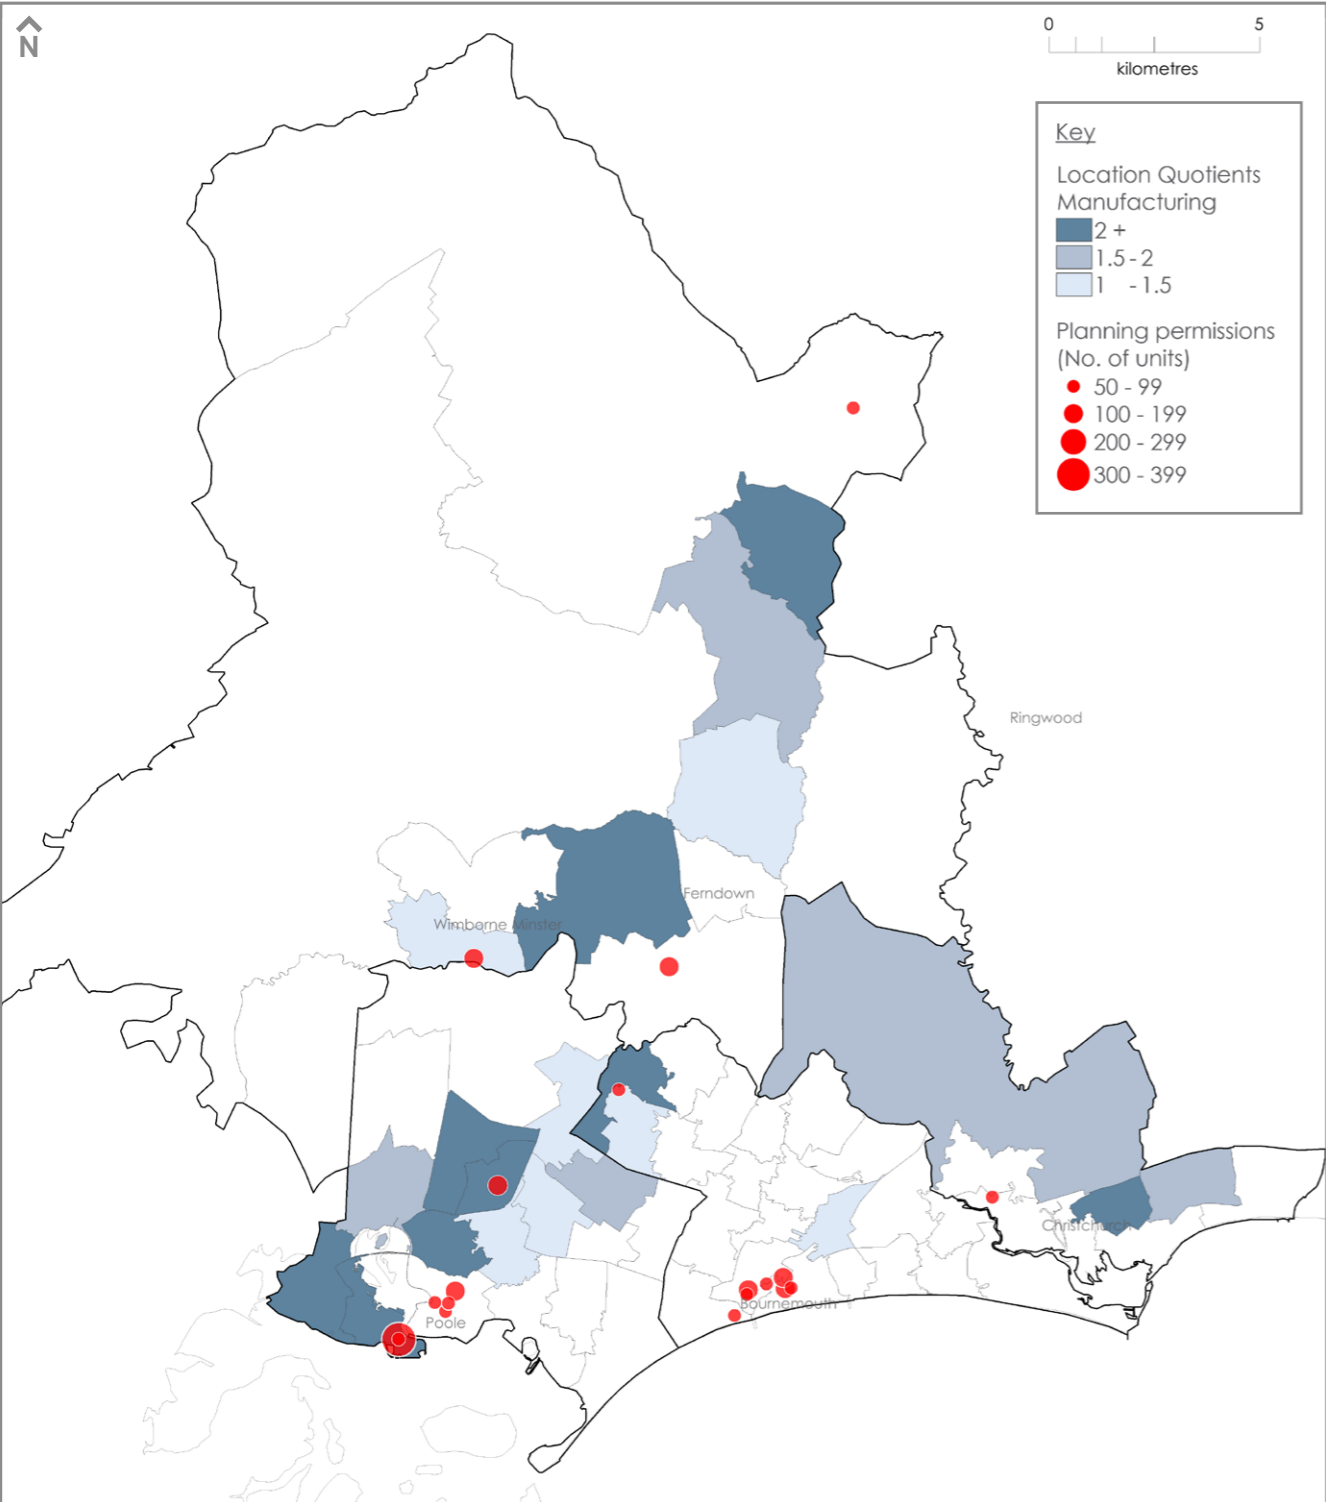 N
0 5
kilometres
Key
Location Quotients
Manufacturing
2 +
1.5 - 2
1 - 1.5
Planning permissions
(No. of units)
50 - 99
100 - 199
200 - 299
300 - 399
Ringwood
Ferndown
Wimborne Minster
Christchurch
Bournemouth
Poole